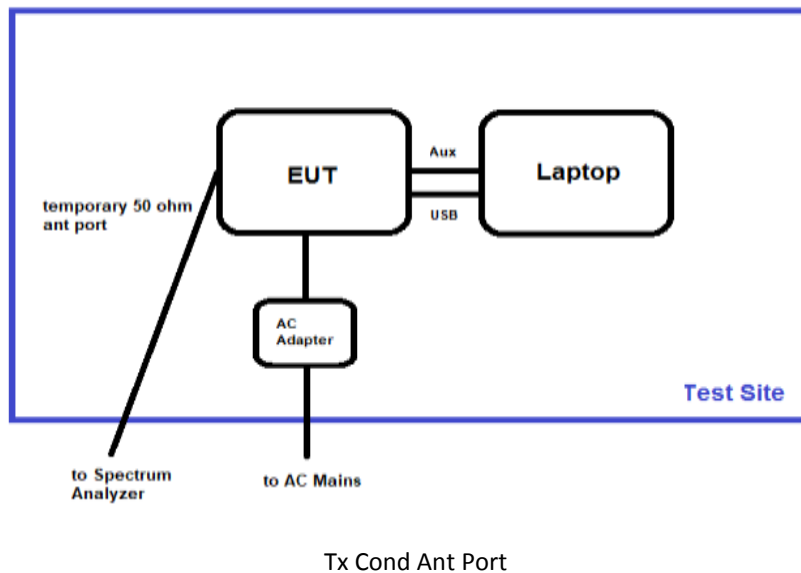 EUT
Aux
USB
Laptop
temporary 50 ohm
ant port
AC
Adapter
Test Site
to Spectrum
Analyzer
to AC Mains
Tx Cond Ant Port